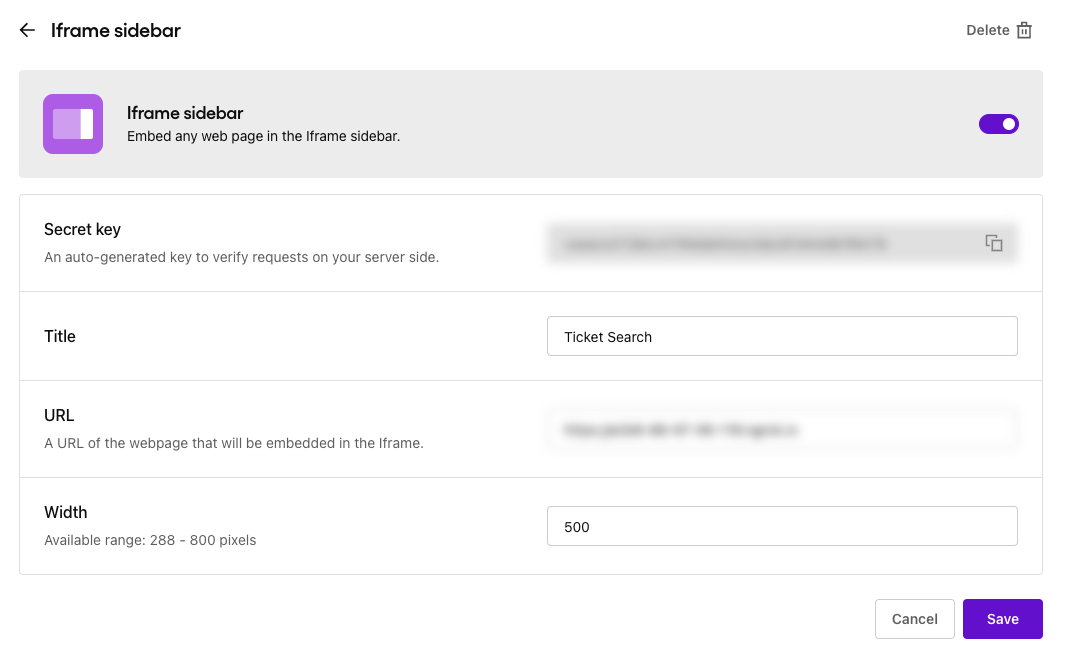 Iframe sidebar
Delete
Iframe sidebar
Embed any web page in the Iframe sidebar.
Secret key
An auto-generated key to verify requests on your server side.
Title
Ticket Search
URL
A URL of the webpage that will be embedded in the Iframe.
Width
Available range: 288 - 800 pixels
500
Cancel
Save